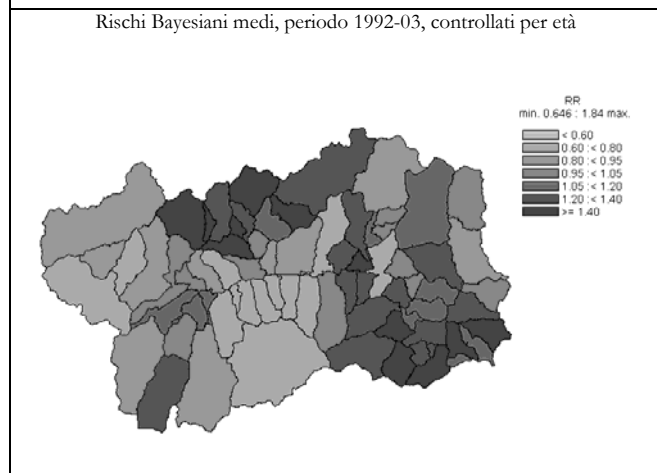 Rischi Bayesiani medi, periodo 1992-03, controllati per età
RR
min. 0.646 : 1.84 max.
< 0.60
0.60 : < 0.80
0.80 : < 0.95
0.95 : < 1.05
1.05 : < 1.20
1.20 : < 1.40
>= 1.40